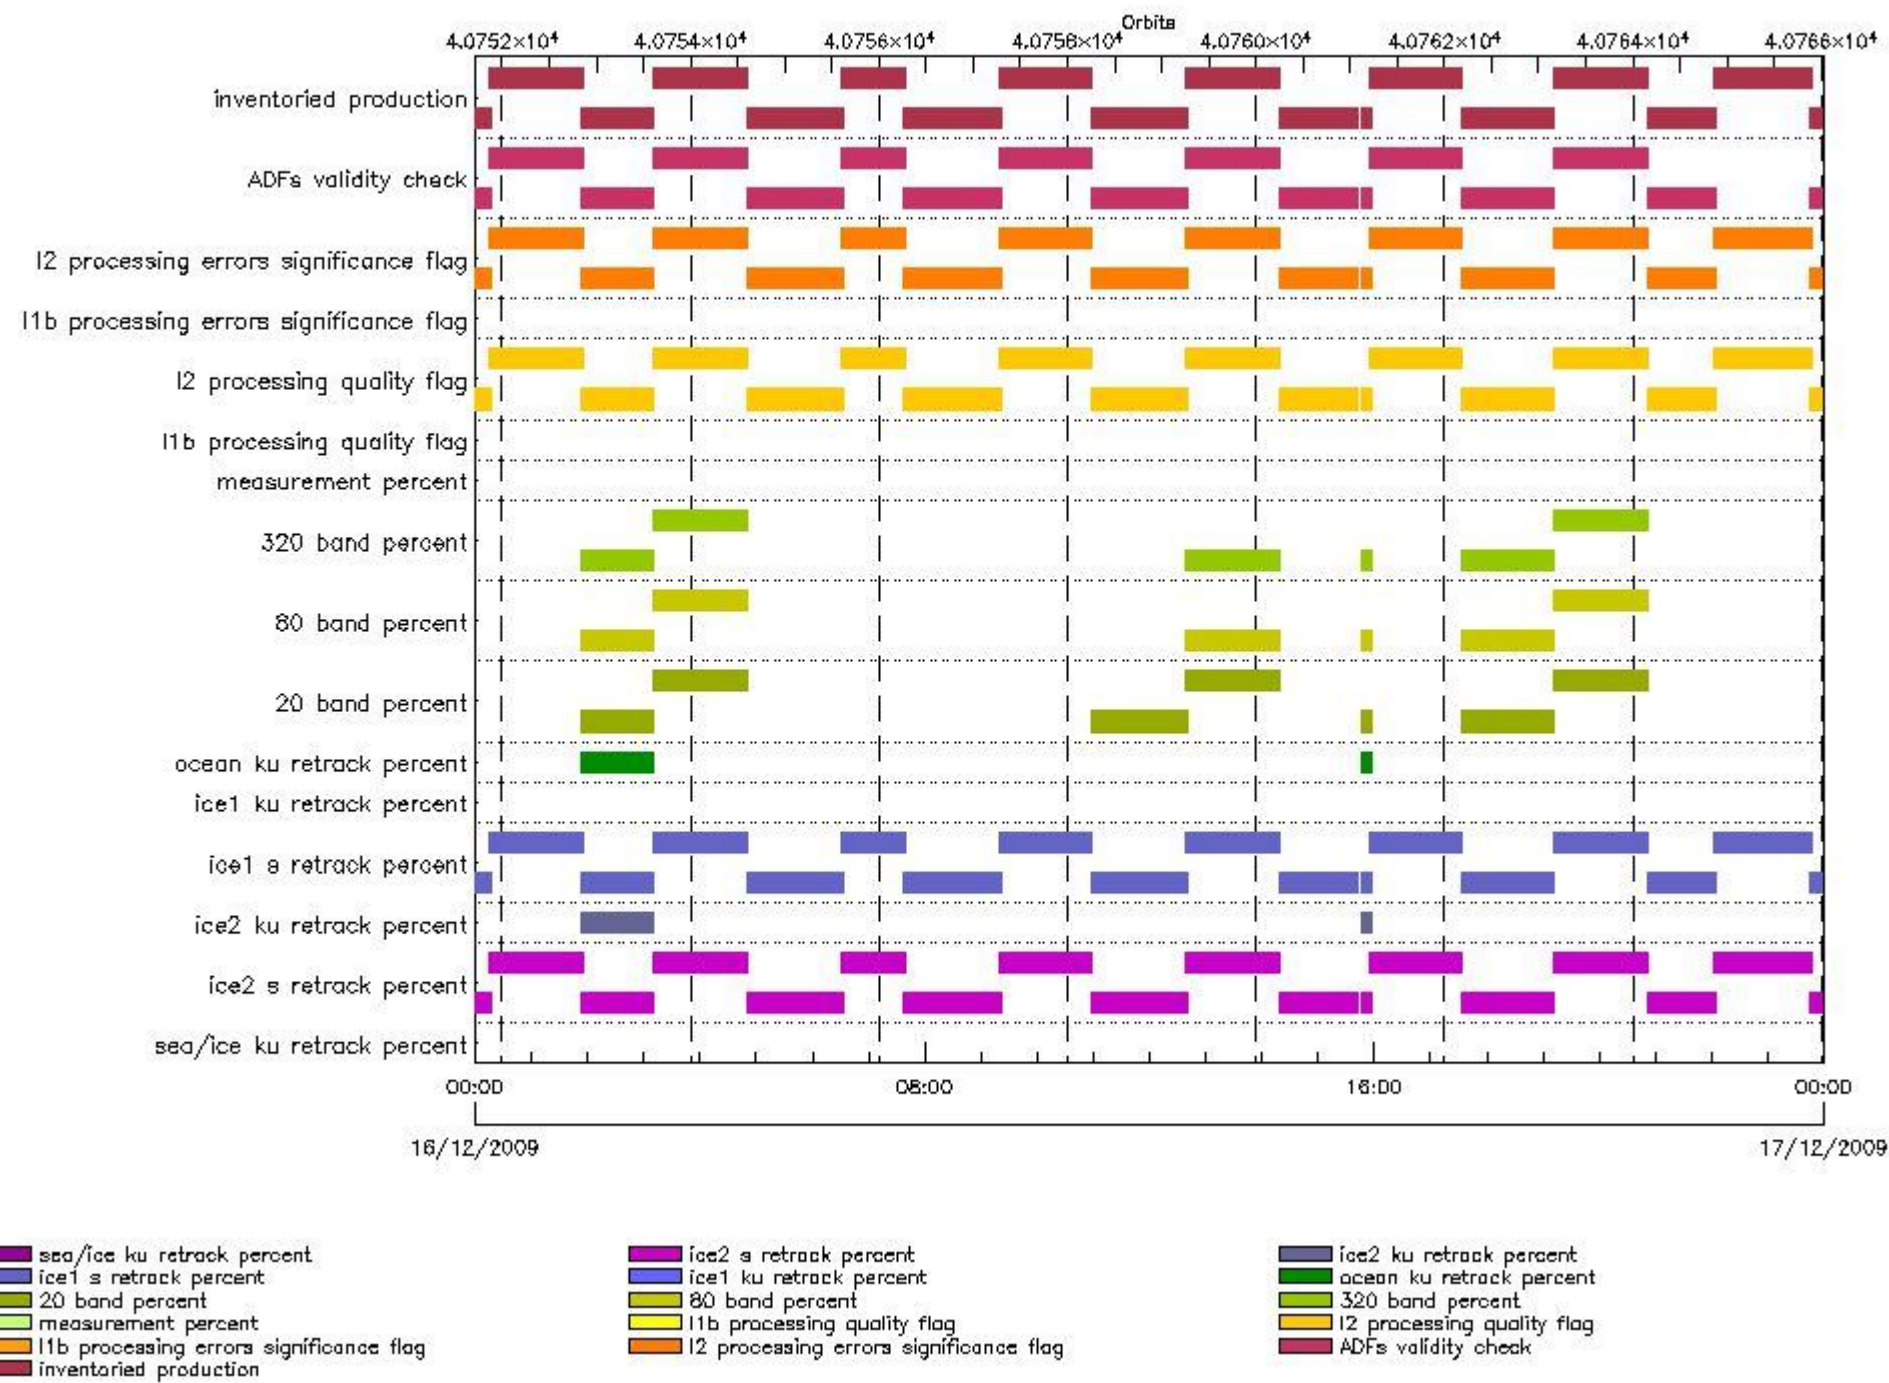 Orbits
4.0752×10⁴ 4.0754×10⁴ 4.0756×10⁴ 4.0758×10⁴ 4.0760×10⁴ 4.0762×10⁴ 4.0764×10⁴ 4.0766×10⁴
inventoried production
ADFs validity check
l2 processing errors significance flag
l1b processing errors significance flag
l2 processing quality flag
l1b processing quality flag
measurement percent
320 band percent
80 band percent
20 band percent
ocean ku retrack percent
ice1 ku retrack percent
ice1 s retrack percent
ice2 ku retrack percent
ice2 s retrack percent
sea/ice ku retrack percent
00:00 08:00 16:00 00:00
16/12/2009 17/12/2009
sea/ice ku retrack percent ice2 s retrack percent ice2 ku retrack percent
ice1 s retrack percent ice1 ku retrack percent ocean ku retrack percent
20 band percent 80 band percent 320 band percent
measurement percent l1b processing quality flag l2 processing quality flag
l1b processing errors significance flag l2 processing errors significance flag ADFs validity check
inventoried production